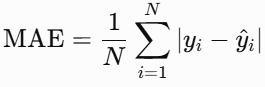 MAE = \frac{1}{N} \sum_{i=1}^{N} |y_i - \hat{y}_i|